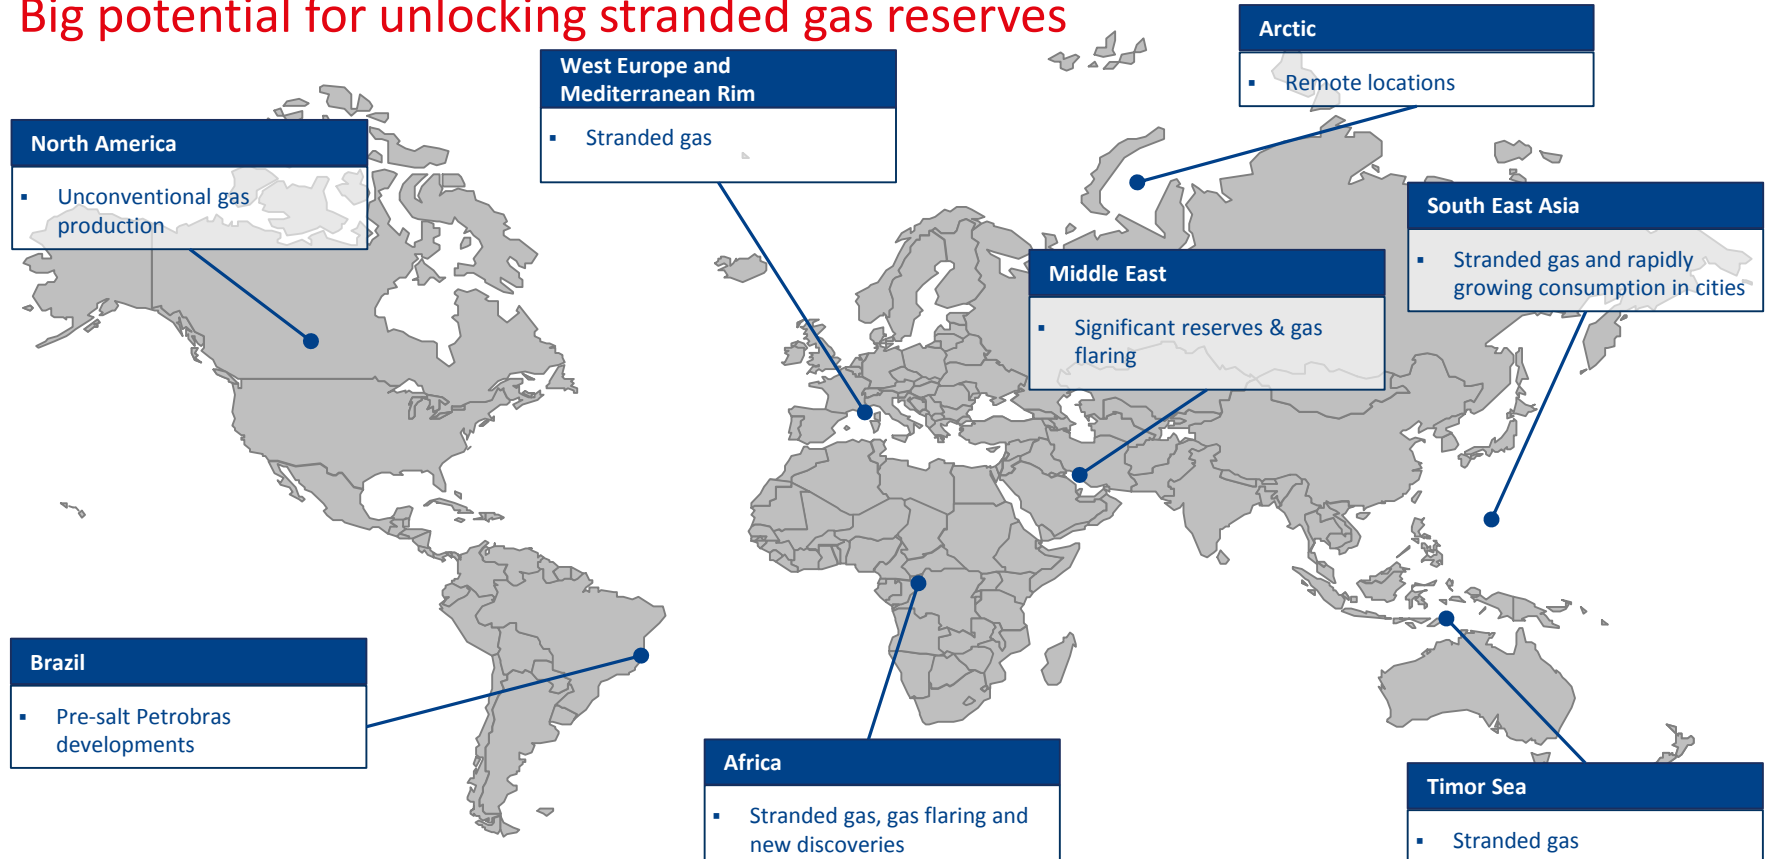 Big potential for unlocking stranded gas reserves
Arctic
▪ Remote locations
West Europe and
Mediterranean Rim
▪ Stranded gas
North America
▪ Unconventional gas
production
South East Asia
▪ Stranded gas and rapidly
growing consumption in cities
Middle East
▪ Significant reserves & gas
flaring
Brazil
▪ Pre-salt Petrobras
developments
Africa
▪ Stranded gas, gas flaring and
new discoveries
Timor Sea
▪ Stranded gas